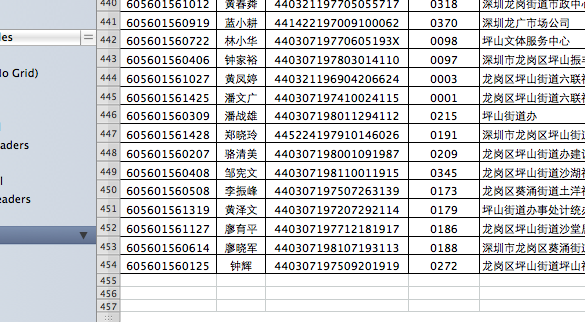 440 605601561012 黄春舜 440321197705055717 0318 深圳龙岗街道市政中心
441 605601560919 蓝小耕 441422197009100062 0370 深圳龙广市场公司
442 605601560722 林小华 44030719770605193X 0098 坪山文体服务中心
443 605601560406 钟家裕 440307197803014110 0097 深圳市龙岗区坪山振
444 605601561027 黄凤婷 440321196904206624 0003 龙岗区坪山街道六联
les
445 605601561425 潘文广 440307197410024115 0001 龙岗区坪山街道六联
o Grid)
446 605601560309 潘战雄 440307198011294112 0215 坪山街道办
447 605601561428 郑晓玲 445224197910146026 0191 深圳市龙岗区坪山街
aders
448 605601560207 骆清美 440307198001091987 0209 龙岗区坪山街道办建
449 605601560408 邹宪文 440307198110011915 0345 龙岗区坪山街道沙湖
450 605601560508 李振峰 440307197507263139 0173 龙岗区葵涌街道土洋
eaders
451 605601561319 黄泽文 440307197207292114 0179 坪山街道办事处计统
452 605601561127 廖育平 440307197712181917 0186 龙岗区坪山街道沙堂
453 605601560614 廖晓军 440307198107193113 0188 深圳市龙岗区葵涌街
454 605601560125 钟辉 440307197509201919 0272 龙岗区坪山街道坪山
455
456
457